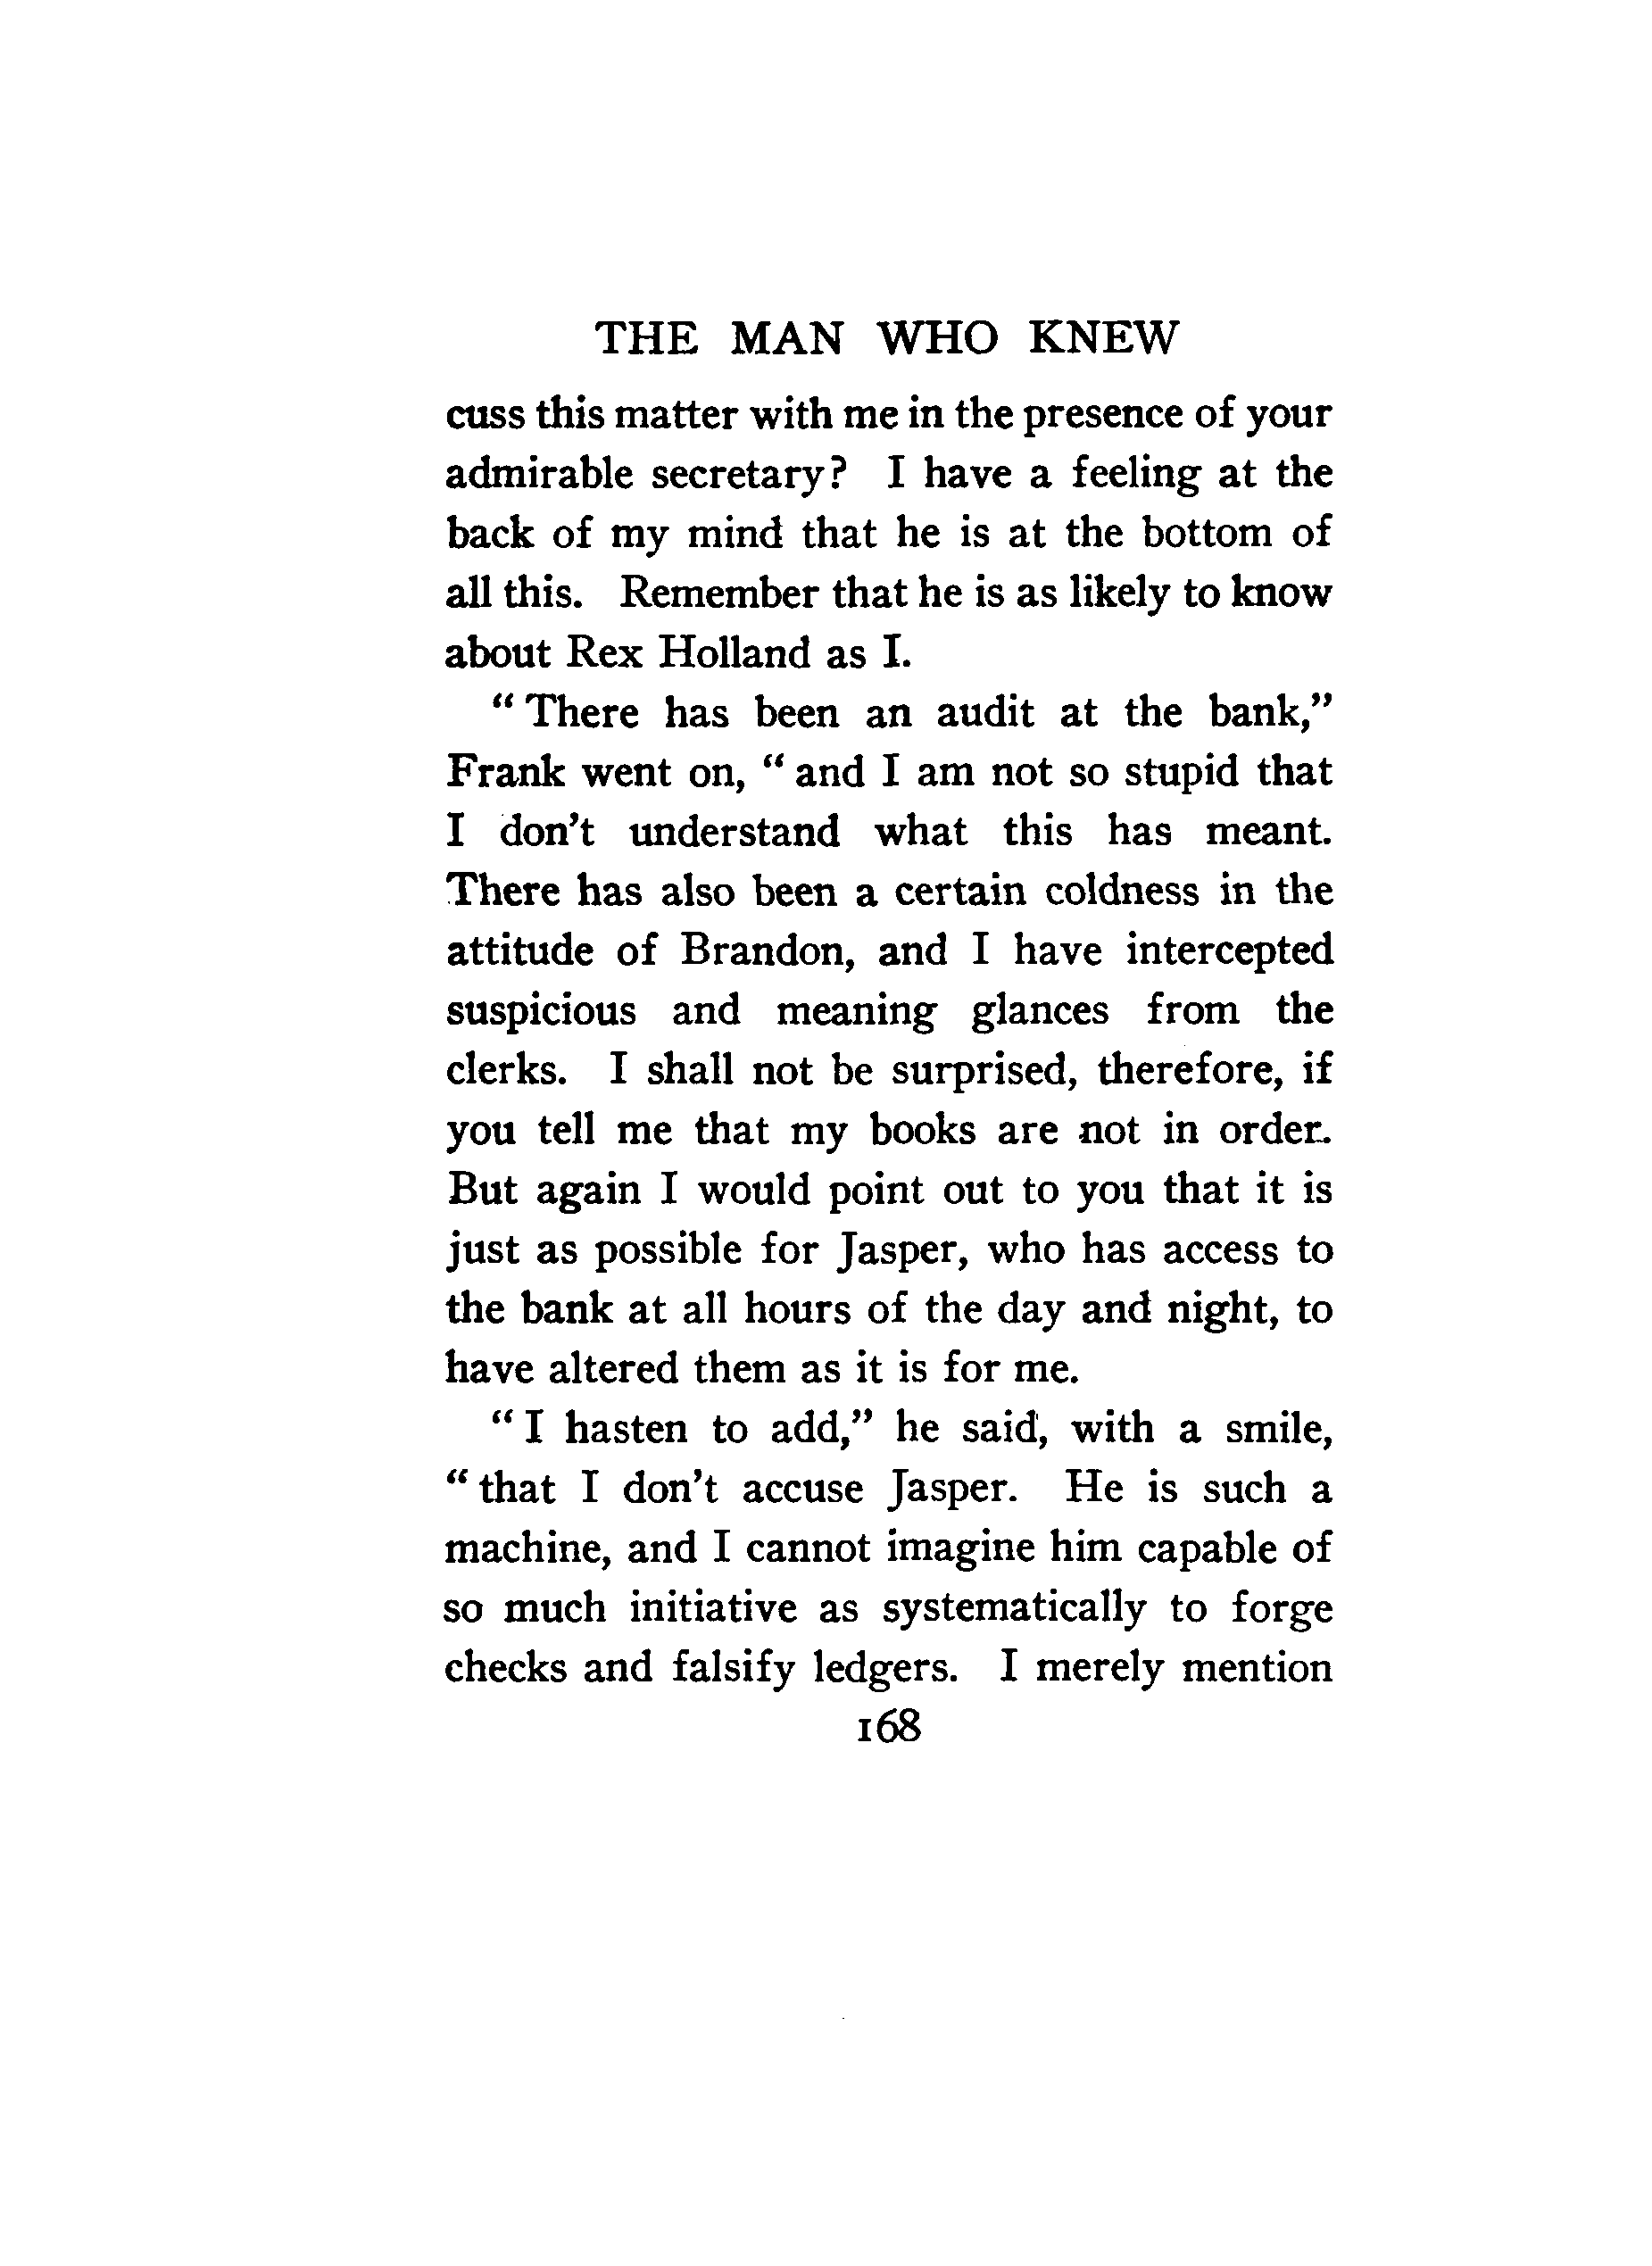 THE MAN WHO KNEW
cuss this matter with me in the presence of your
admirable secretary? I have a feeling at the
back of my mind that he is at the bottom of
all this. Remember that he is as likely to know
about Rex Holland as I.
" There has been an audit at the bank,"
Frank went on, " and I am not so stupid that
I don't understand what this has meant.
There has also been a certain coldness in the
attitude of Brandon, and I have intercepted
suspicious and meaning glances from the
clerks. I shall not be surprised, therefore, if
you tell me that my books are not in order.
But again I would point out to you that it is
just as possible for Jasper, who has access to
the bank at all hours of the day and night, to
have altered them as it is for me.
" I hasten to add," he said, with a smile,
" that I don't accuse Jasper. He is such a
machine, and I cannot imagine him capable of
so much initiative as systematically to forge
checks and falsify ledgers. I merely mention
168